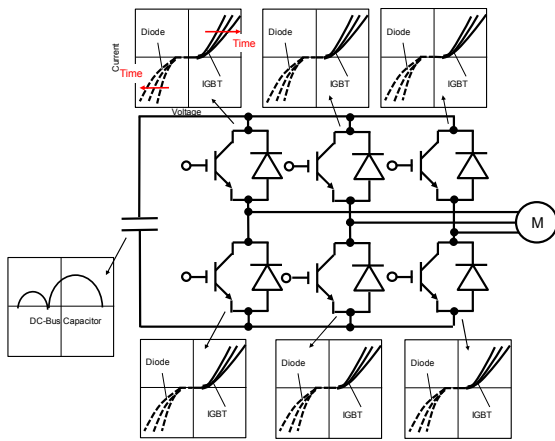 Diode
Time
Current
Time
IGBT
Voltage
Diode
IGBT
Diode
IGBT
M
DC-Bus Capacitor
Diode
IGBT
Diode
IGBT
Diode
IGBT